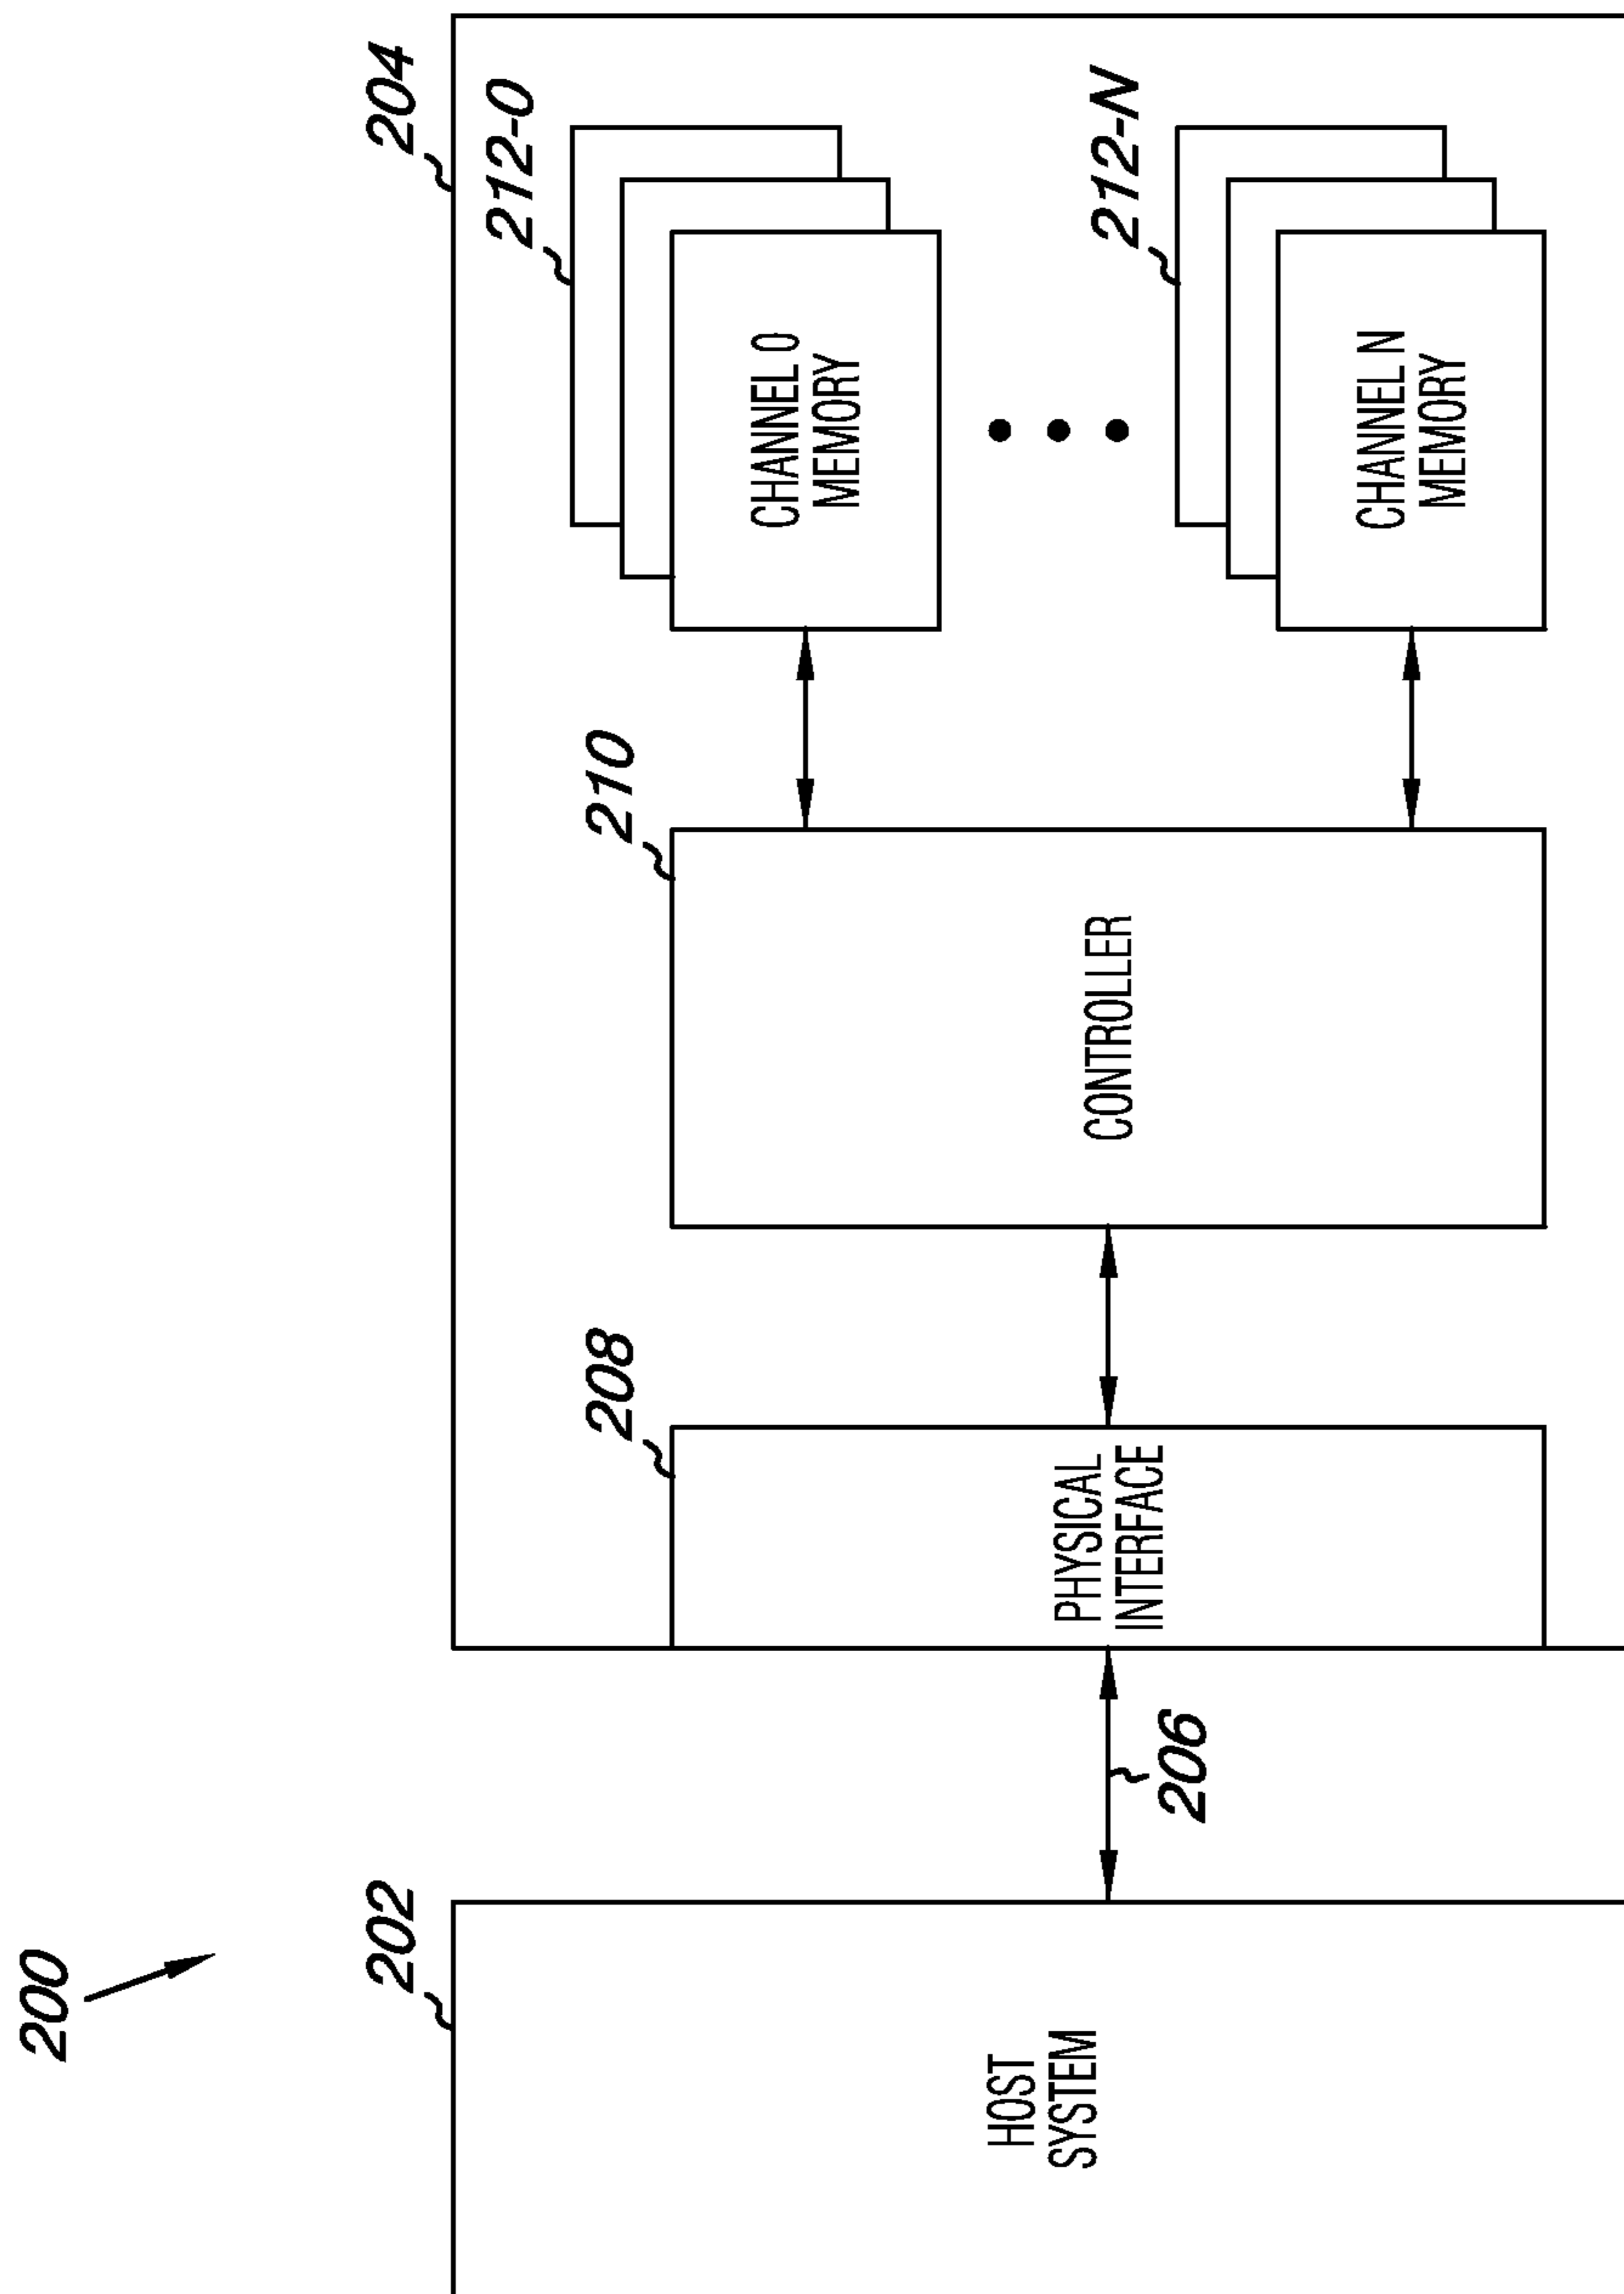 200
202
HOST
SYSTEM
206
204
208
PHYSICAL
INTERFACE
210
CONTROLLER
212-0
CHANNEL 0
MEMORY
212-N
CHANNEL N
MEMORY